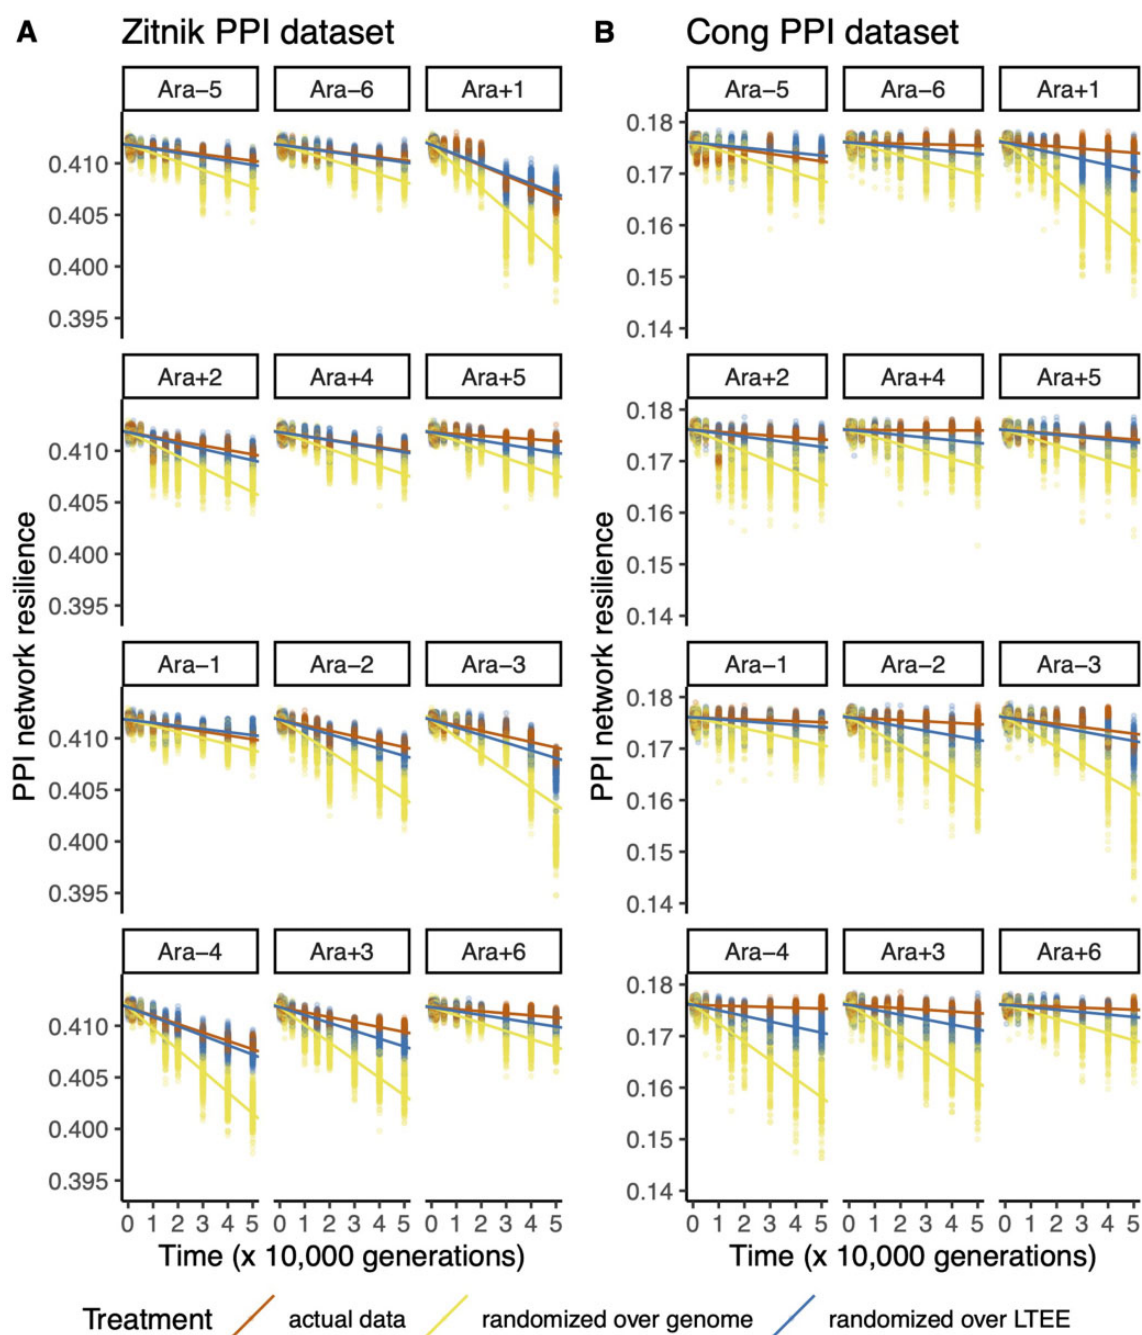 A Zitnik PPI dataset
B Cong PPI dataset
PPI network resilience
Ara−5 Ara−6 Ara+1
0.410
0.405
0.400
0.395
Ara+2 Ara+4 Ara+5
0.410
0.405
0.400
0.395
Ara−1 Ara−2 Ara−3
0.410
0.405
0.400
0.395
Ara−4 Ara+3 Ara+6
0.410
0.405
0.400
0.395
0 1 2 3 4 5 0 1 2 3 4 5 0 1 2 3 4 5
Time (x 10,000 generations)
PPI network resilience
Ara−5 Ara−6 Ara+1
0.18
0.17
0.16
0.15
0.14
Ara+2 Ara+4 Ara+5
0.18
0.17
0.16
0.15
0.14
Ara−1 Ara−2 Ara−3
0.18
0.17
0.16
0.15
0.14
Ara−4 Ara+3 Ara+6
0.18
0.17
0.16
0.15
0.14
0 1 2 3 4 5 0 1 2 3 4 5 0 1 2 3 4 5
Time (x 10,000 generations)
Treatment actual data randomized over genome randomized over LTEE